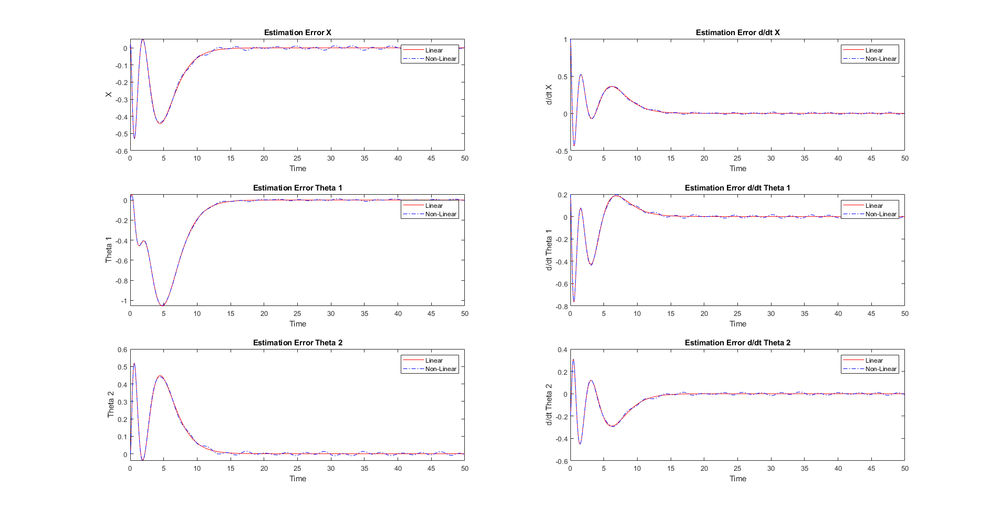 Estimation Error X
X
0
-0.1
-0.2
-0.3
-0.4
-0.5
-0.6
0 5 10 15 20 25 30 35 40 45 50
Time
Linear
Non-Linear
Estimation Error d/dt X
d/dt X
1
0.5
0
-0.5
0 5 10 15 20 25 30 35 40 45 50
Time
Linear
Non-Linear
Estimation Error Theta 1
Theta 1
0
-0.2
-0.4
-0.6
-0.8
-1
0 5 10 15 20 25 30 35 40 45 50
Time
Linear
Non-Linear
Estimation Error d/dt Theta 1
d/dt Theta 1
0.2
0
-0.2
-0.4
-0.6
-0.8
0 5 10 15 20 25 30 35 40 45 50
Time
Linear
Non-Linear
Estimation Error Theta 2
Theta 2
0.6
0.5
0.4
0.3
0.2
0.1
0
0 5 10 15 20 25 30 35 40 45 50
Time
Linear
Non-Linear
Estimation Error d/dt Theta 2
d/dt Theta 2
0.4
0.2
0
-0.2
-0.4
-0.6
0 5 10 15 20 25 30 35 40 45 50
Time
Linear
Non-Linear